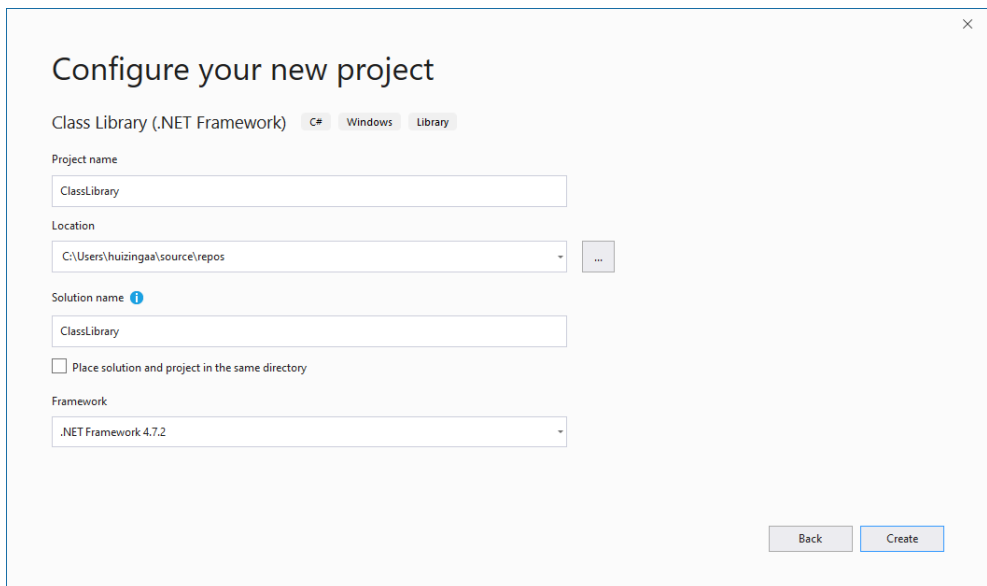 Configure your new project
Class Library (.NET Framework) C# Windows Library
Project name
ClassLibrary
Location
C:\Users\huizingaa\source\repos
...
Solution name
ClassLibrary
Place solution and project in the same directory
Framework
.NET Framework 4.7.2
Back Create